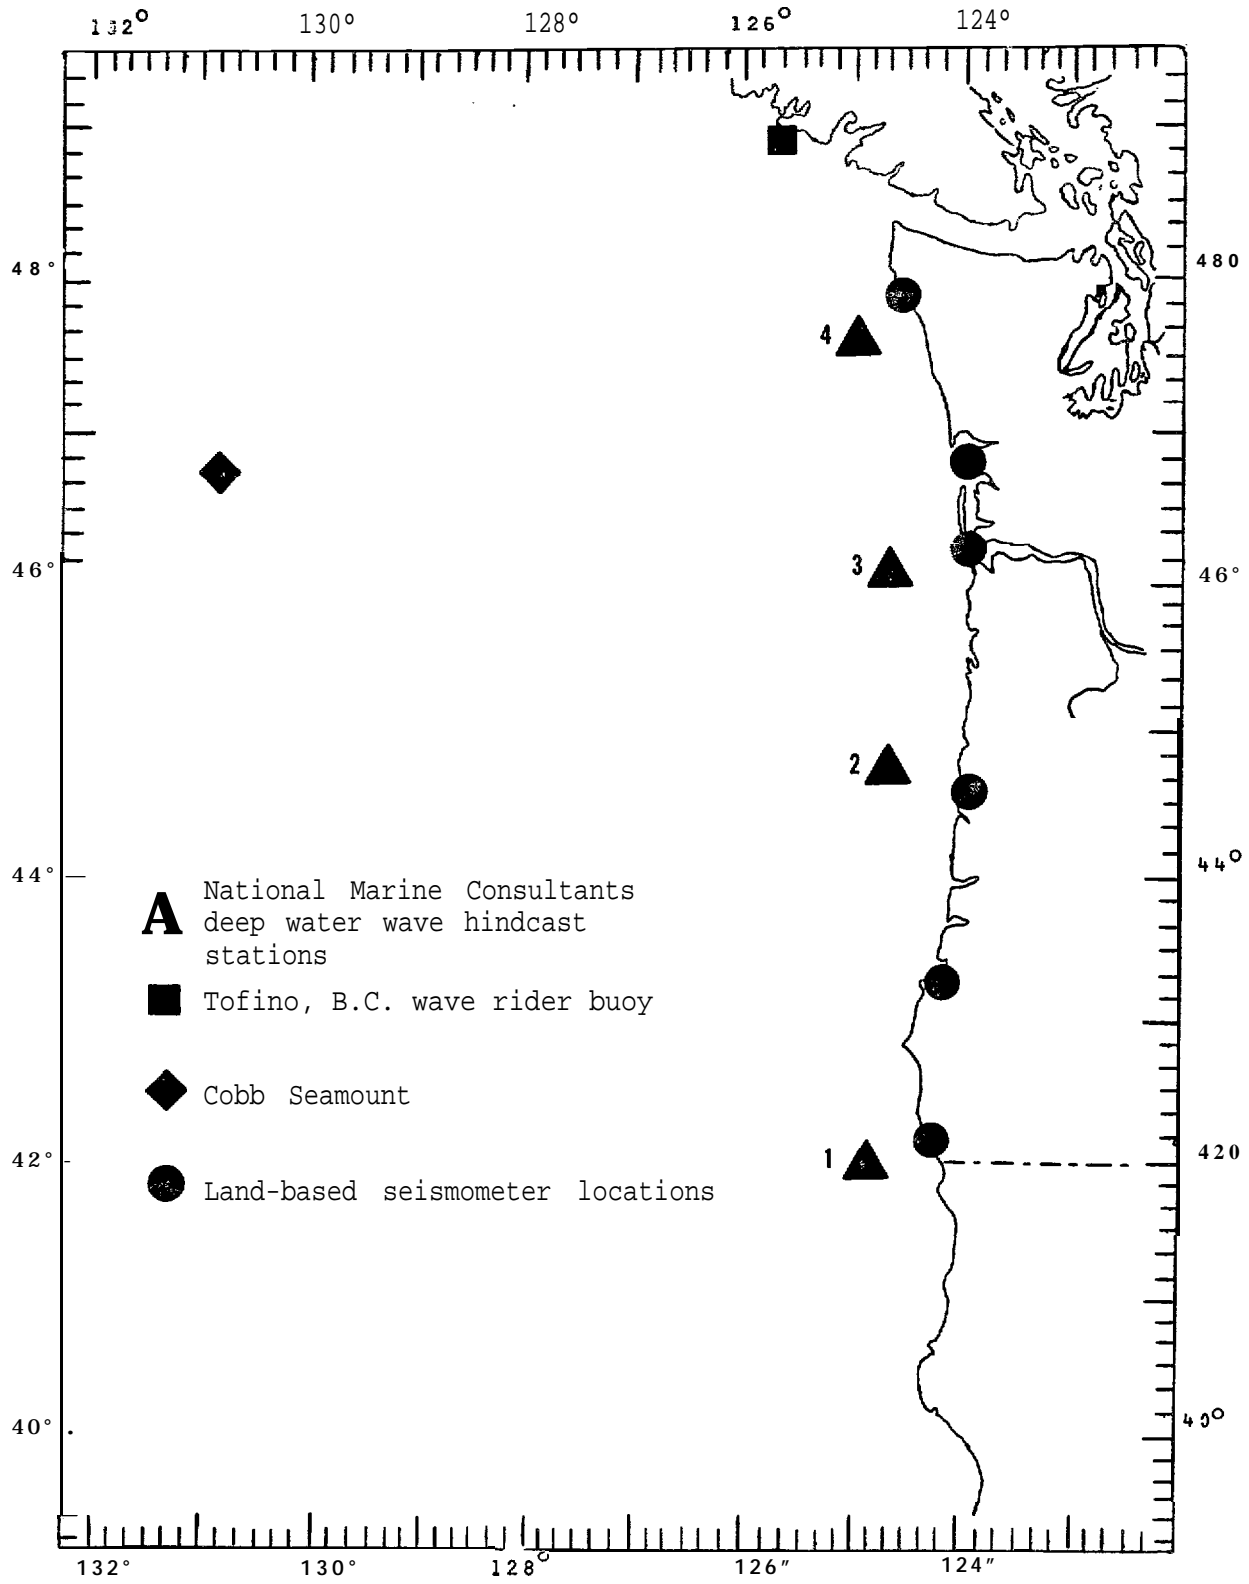 132° 130° 128° 126° 124°
48° 480
4
3
46° 46°
2
44° 44°
A National Marine Consultants
deep water wave hindcast
stations
Tofino, B.C. wave rider buoy
Cobb Seamount
1
42° 420
Land-based seismometer locations
40° 40°
132° 130° 128° 126" 124"